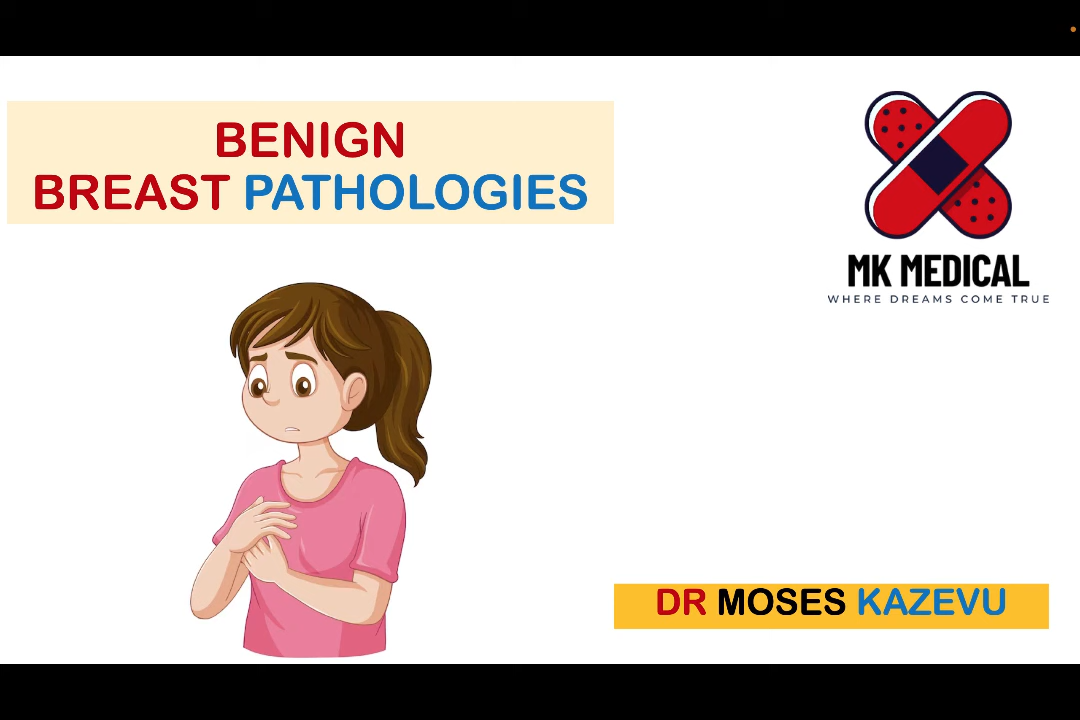 BENIGN
BREAST PATHOLOGIES
MK MEDICAL
WHERE DREAMS COME TRUE
DR MOSES KAZEVU